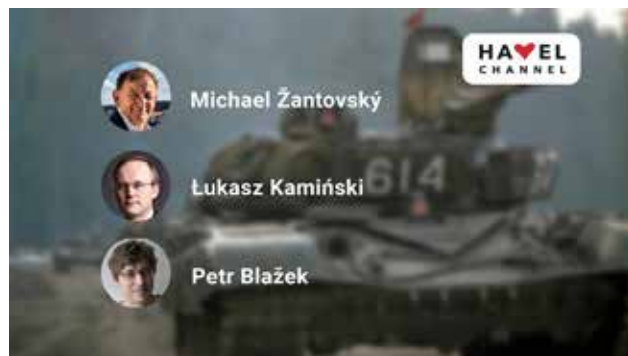 HAVEL
CHANNEL
Michael Žantovský
Łukasz Kamiński
614
Petr Blažek